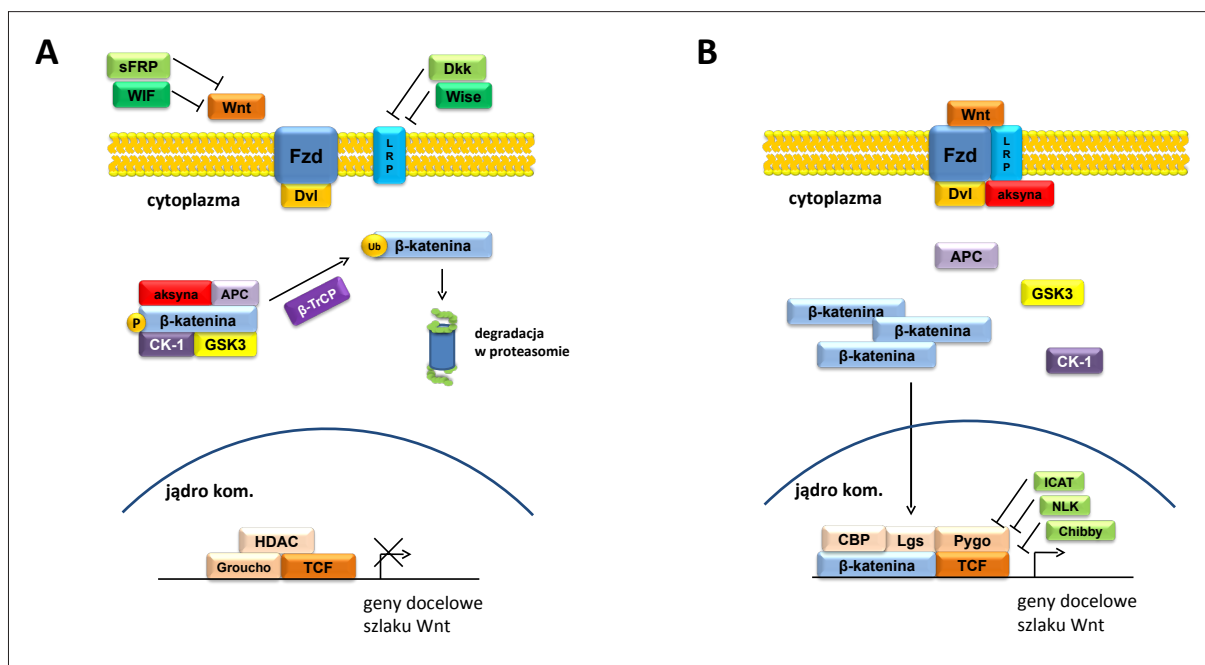 A
sFRP
WIF
Wnt
Dkk
Wise
Fzd
LRP
Dvl
cytoplazma
Ub
β-katenina
aksyna
APC
β-TrCP
P
β-katenina
CK-1
GSK3
degradacja
w proteasomie
jądro kom.
HDAC
Groucho
TCF
geny docelowe
szlaku Wnt
B
Wnt
Fzd
LRP
Dvl
aksyna
cytoplazma
APC
GSK3
β-katenina
β-katenina
β-katenina
CK-1
jądro kom.
ICAT
NLK
Chibby
CBP
Lgs
Pygo
β-katenina
TCF
geny docelowe
szlaku Wnt